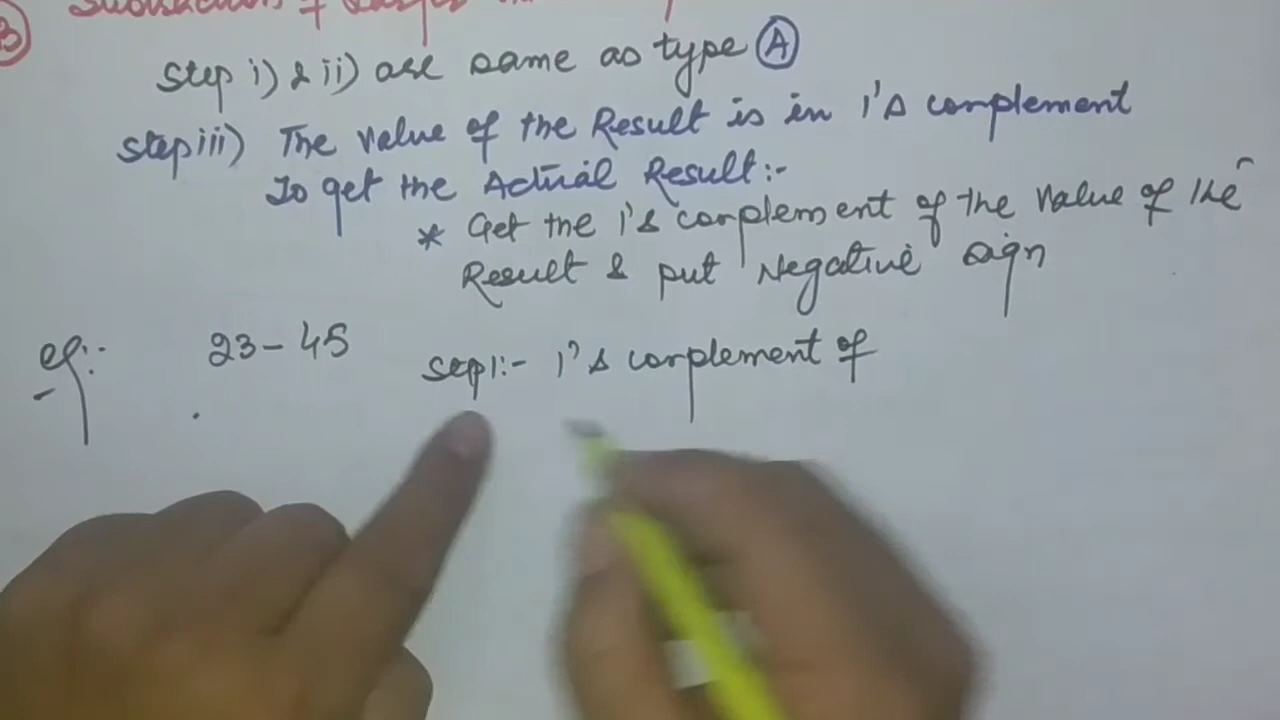 B
step i) & ii) are same as type A
step iii) The value of the Result is in 1's complement
To get the Actual Result:-
* Get the 1's complement of the value of the
Result & put Negative sign
eg:- 23-45
sep1:- 1's complement of